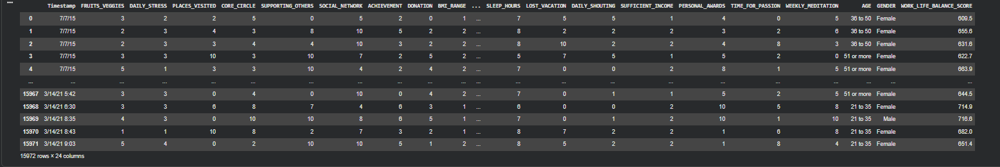 ...
Timestamp FRUITS_VEGGIES DAILY_STRESS PLACES_VISITED CORE_CIRCLE SUPPORTING_OTHERS SOCIAL_NETWORK ACHIEVEMENT DONATION BMI_RANGE ... SLEEP_HOURS LOST_VACATION DAILY_SHOUTING SUFFICIENT_INCOME PERSONAL_AWARDS TIME_FOR_PASSION WEEKLY_MEDITATION AGE GENDER WORK_LIFE_BALANCE_SCORE
0 7/7/15 3 2 2 5 0 5 2 0 1 ... 7 5 5 1 4 0 5 36 to 50 Female 609.5
1 7/7/15 2 3 4 3 8 10 5 2 2 ... 8 2 2 2 3 2 6 36 to 50 Female 655.6
2 7/7/15 2 3 3 4 4 10 3 2 2 ... 8 10 2 2 4 8 3 36 to 50 Female 631.6
3 7/7/15 3 3 10 3 10 7 2 5 2 ... 5 7 5 1 5 2 0 51 or more Female 622.7
4 7/7/15 5 1 3 3 10 4 2 4 2 ... 7 0 0 2 8 1 5 51 or more Female 663.9
... ... ... ... ... ... ... ... ... ... ... ... ... ... ... ... ... ... ... ... ... ...
15967 3/14/21 5:42 3 3 0 4 0 10 0 4 2 ... 7 0 1 1 5 2 5 51 or more Female 644.5
15968 3/14/21 6:30 3 3 6 8 7 4 6 3 1 ... 6 0 0 2 10 5 8 21 to 35 Female 714.9
15969 3/14/21 8:35 4 3 0 10 10 8 6 5 1 ... 7 0 1 2 10 1 10 21 to 35 Male 716.6
15970 3/14/21 8:43 1 1 10 8 2 7 3 2 1 ... 8 7 2 2 1 6 8 21 to 35 Female 682.0
15971 3/14/21 9:03 5 4 0 2 10 10 5 1 2 ... 8 5 2 2 1 8 4 21 to 35 Female 651.4
15972 rows × 24 columns